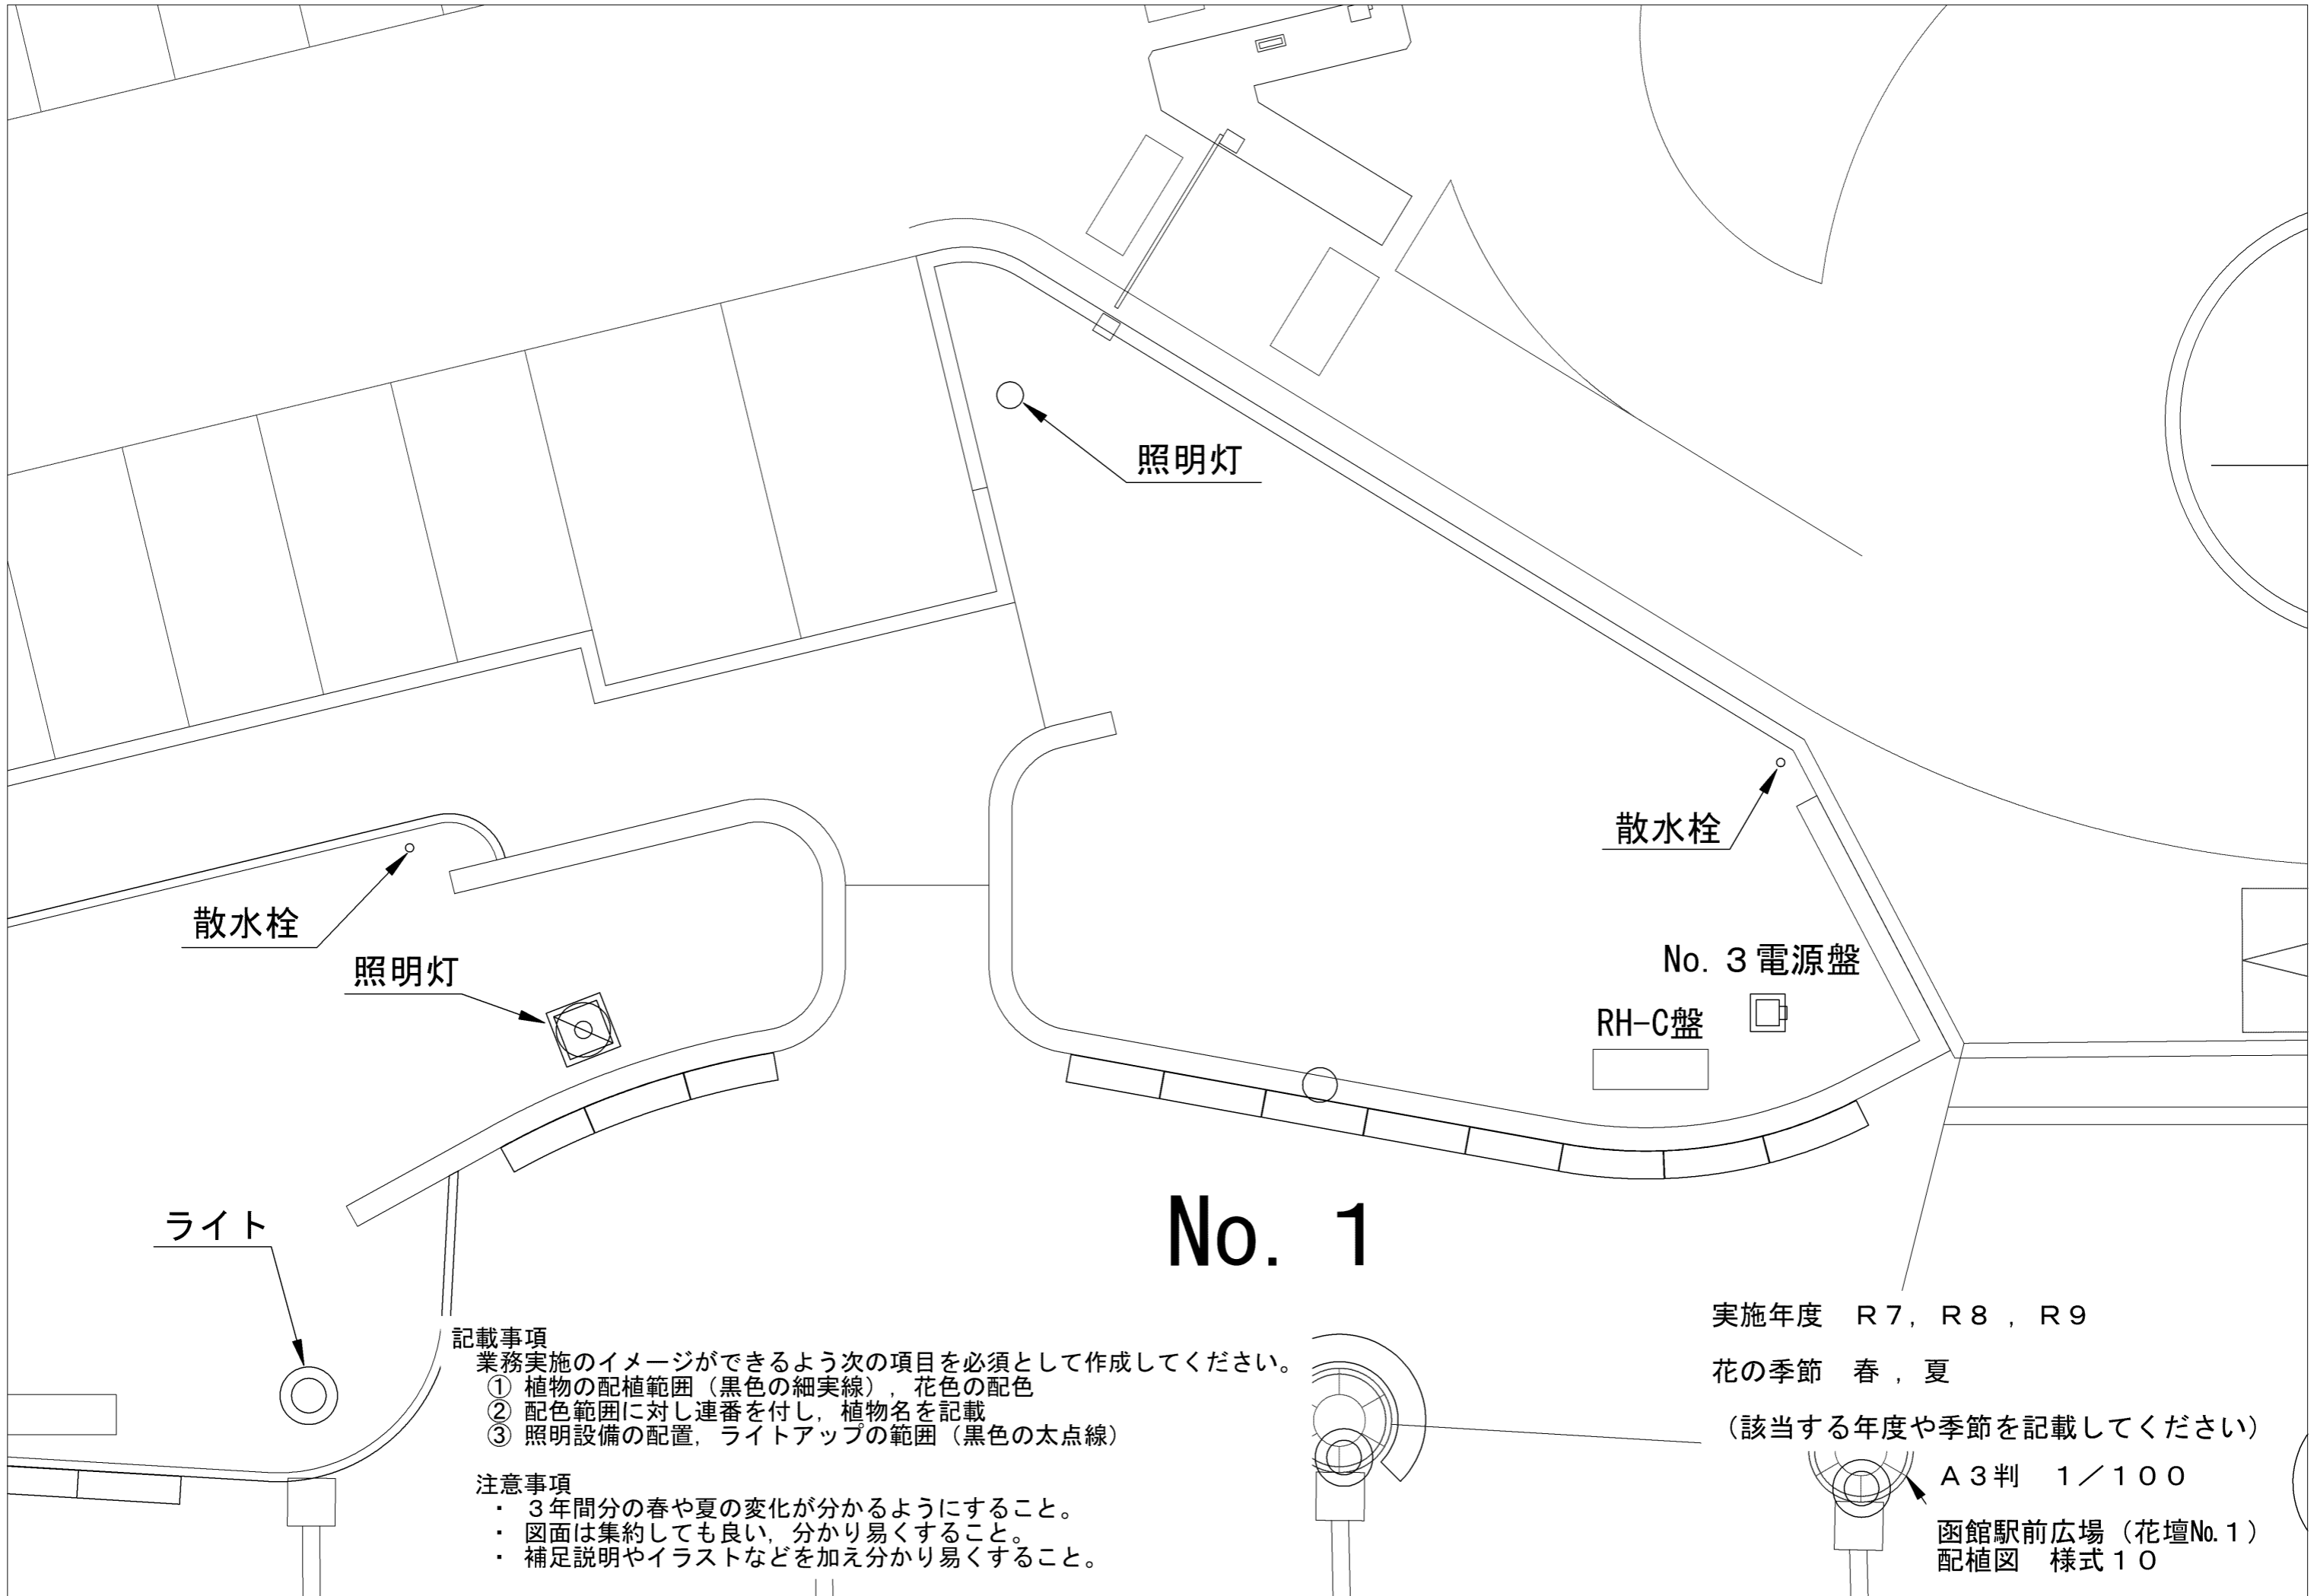 照明灯
散水栓
散水栓
照明灯
No. 3電源盤
RH-C盤
No. 1
ライト
記載事項
業務実施のイメージができるよう次の項目を必須として作成してください。
① 植物の配植範囲（黒色の細実線），花色の配色
② 配色範囲に対し連番を付し，植物名を記載
③ 照明設備の配置，ライトアップの範囲（黒色の太点線）
注意事項
・ 3年間分の春や夏の変化が分かるようにすること。
・ 図面は集約しても良い，分かり易くすること。
・ 補足説明やイラストなどを加え分かり易くすること。
実施年度　Ｒ７，Ｒ８，Ｒ９
花の季節　春，夏
（該当する年度や季節を記載してください）
Ａ３判　１／１００
函館駅前広場（花壇№1）
配植図　様式１０